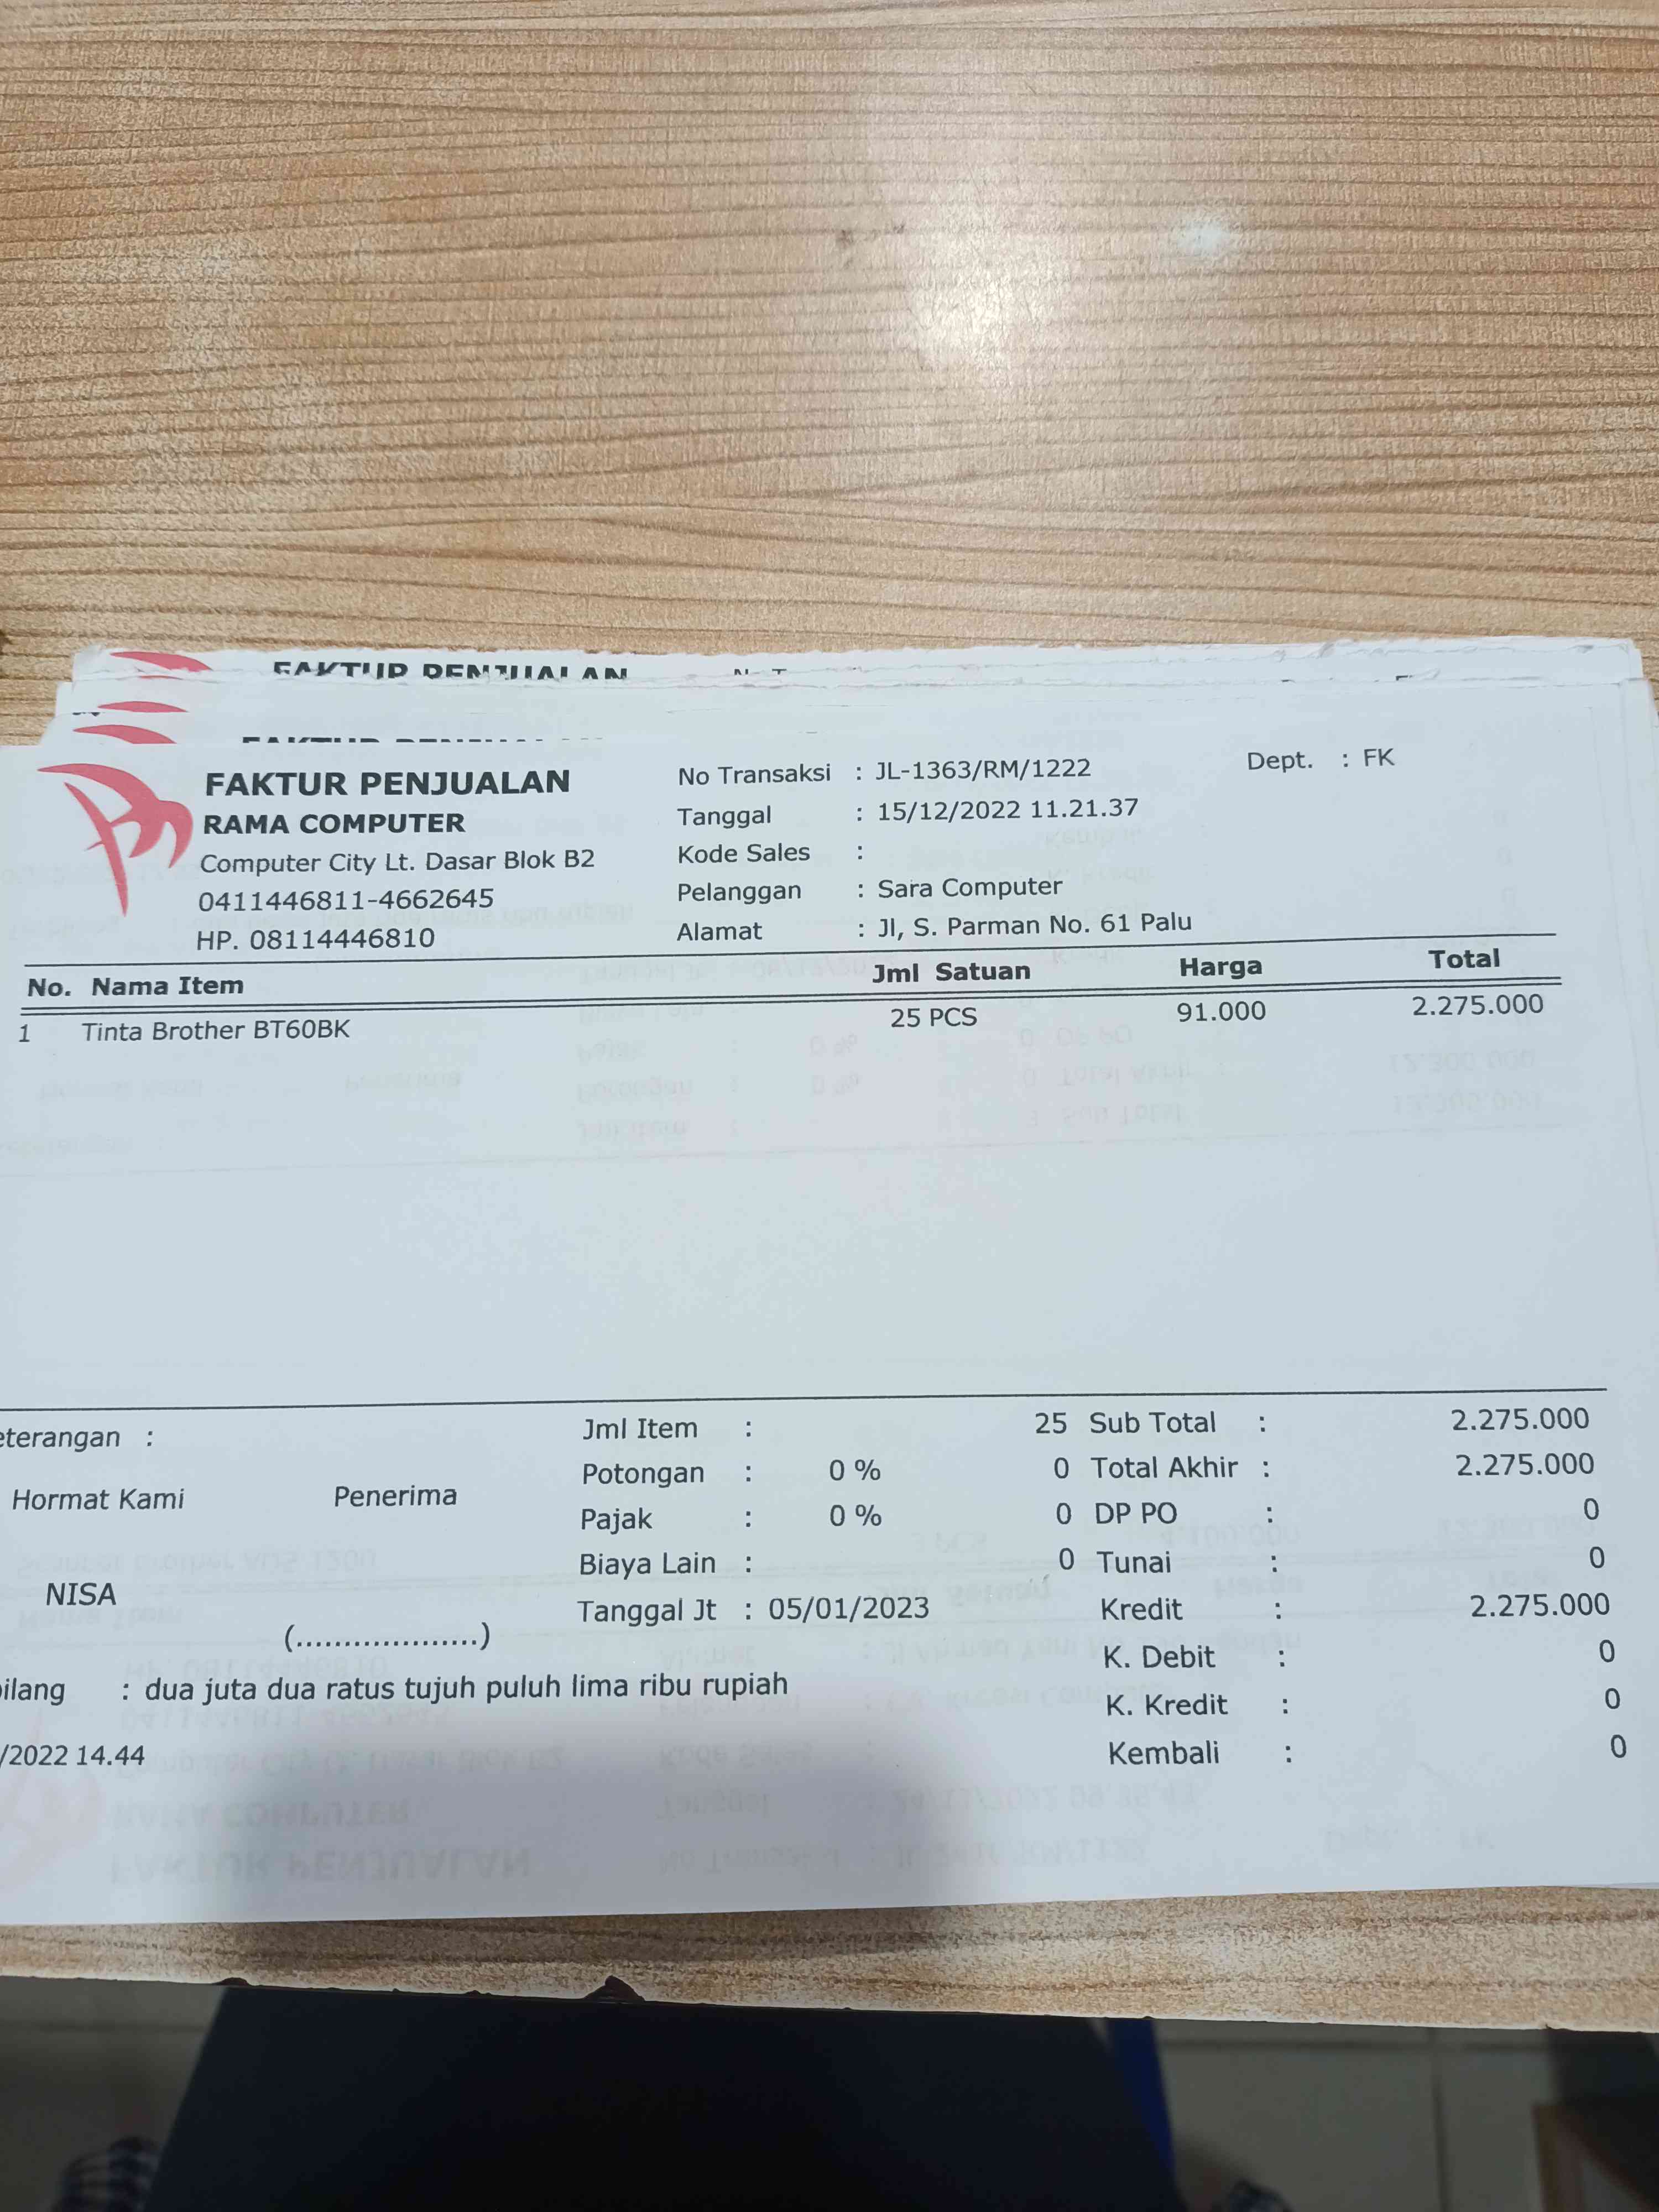 FAKTUR PENJUALAN
FAKTUR PENJUALAN
FAKTUR PENJUALAN
RAMA COMPUTER
Computer City Lt. Dasar Blok B2
0411446811-4662645
HP. 08114446810
No Transaksi : JL-1363/RM/1222
Dept. : FK
Tanggal : 15/12/2022 11.21.37
Kode Sales :
Pelanggan : Sara Computer
Alamat : Jl, S. Parman No. 61 Palu
No. Nama Item Jml Satuan Harga Total
1 Tinta Brother BT60BK 25 PCS 91.000 2.275.000
eterangan :
Hormat Kami Penerima
NISA
(....................)
Jml Item : 25
Potongan : 0 % 0
Pajak : 0 % 0
Biaya Lain : 0
Tanggal Jt : 05/01/2023
Sub Total : 2.275.000
Total Akhir : 2.275.000
DP PO : 0
Tunai : 0
Kredit : 2.275.000
K. Debit : 0
K. Kredit : 0
Kembali : 0
ilang : dua juta dua ratus tujuh puluh lima ribu rupiah
/2022 14.44